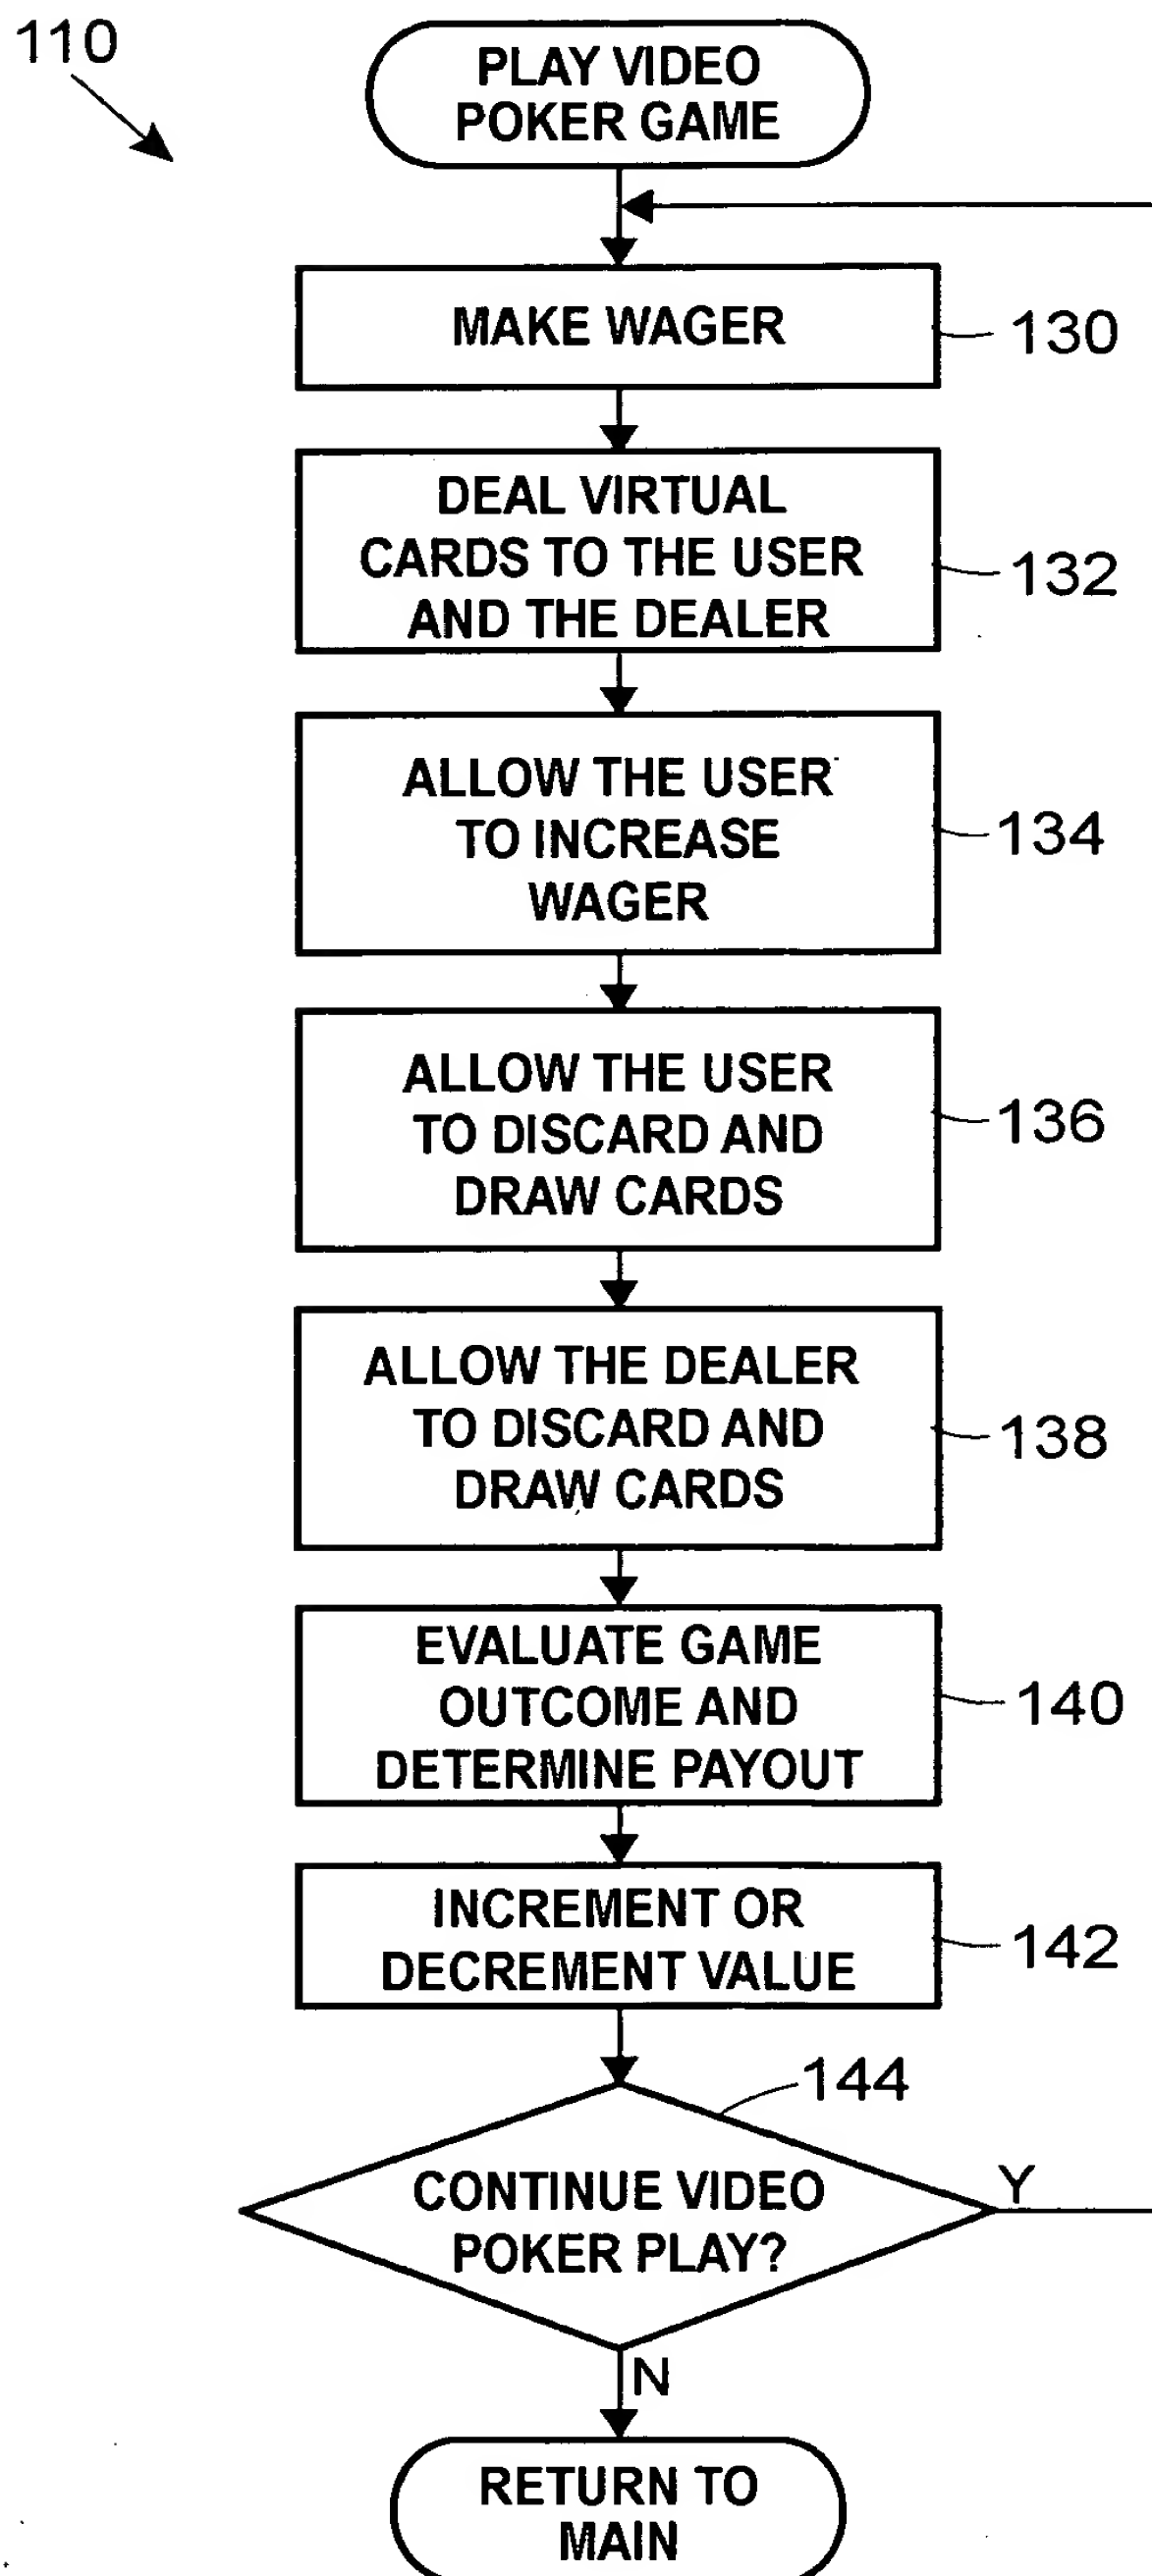 110
PLAY VIDEO
POKER GAME
MAKE WAGER
130
DEAL VIRTUAL
CARDS TO THE USER
AND THE DEALER
132
ALLOW THE USER
TO INCREASE
WAGER
134
ALLOW THE USER
TO DISCARD AND
DRAW CARDS
136
ALLOW THE DEALER
TO DISCARD AND
DRAW CARDS
138
EVALUATE GAME
OUTCOME AND
DETERMINE PAYOUT
140
INCREMENT OR
DECREMENT VALUE
142
144
CONTINUE VIDEO
POKER PLAY?
Y
N
RETURN TO
MAIN